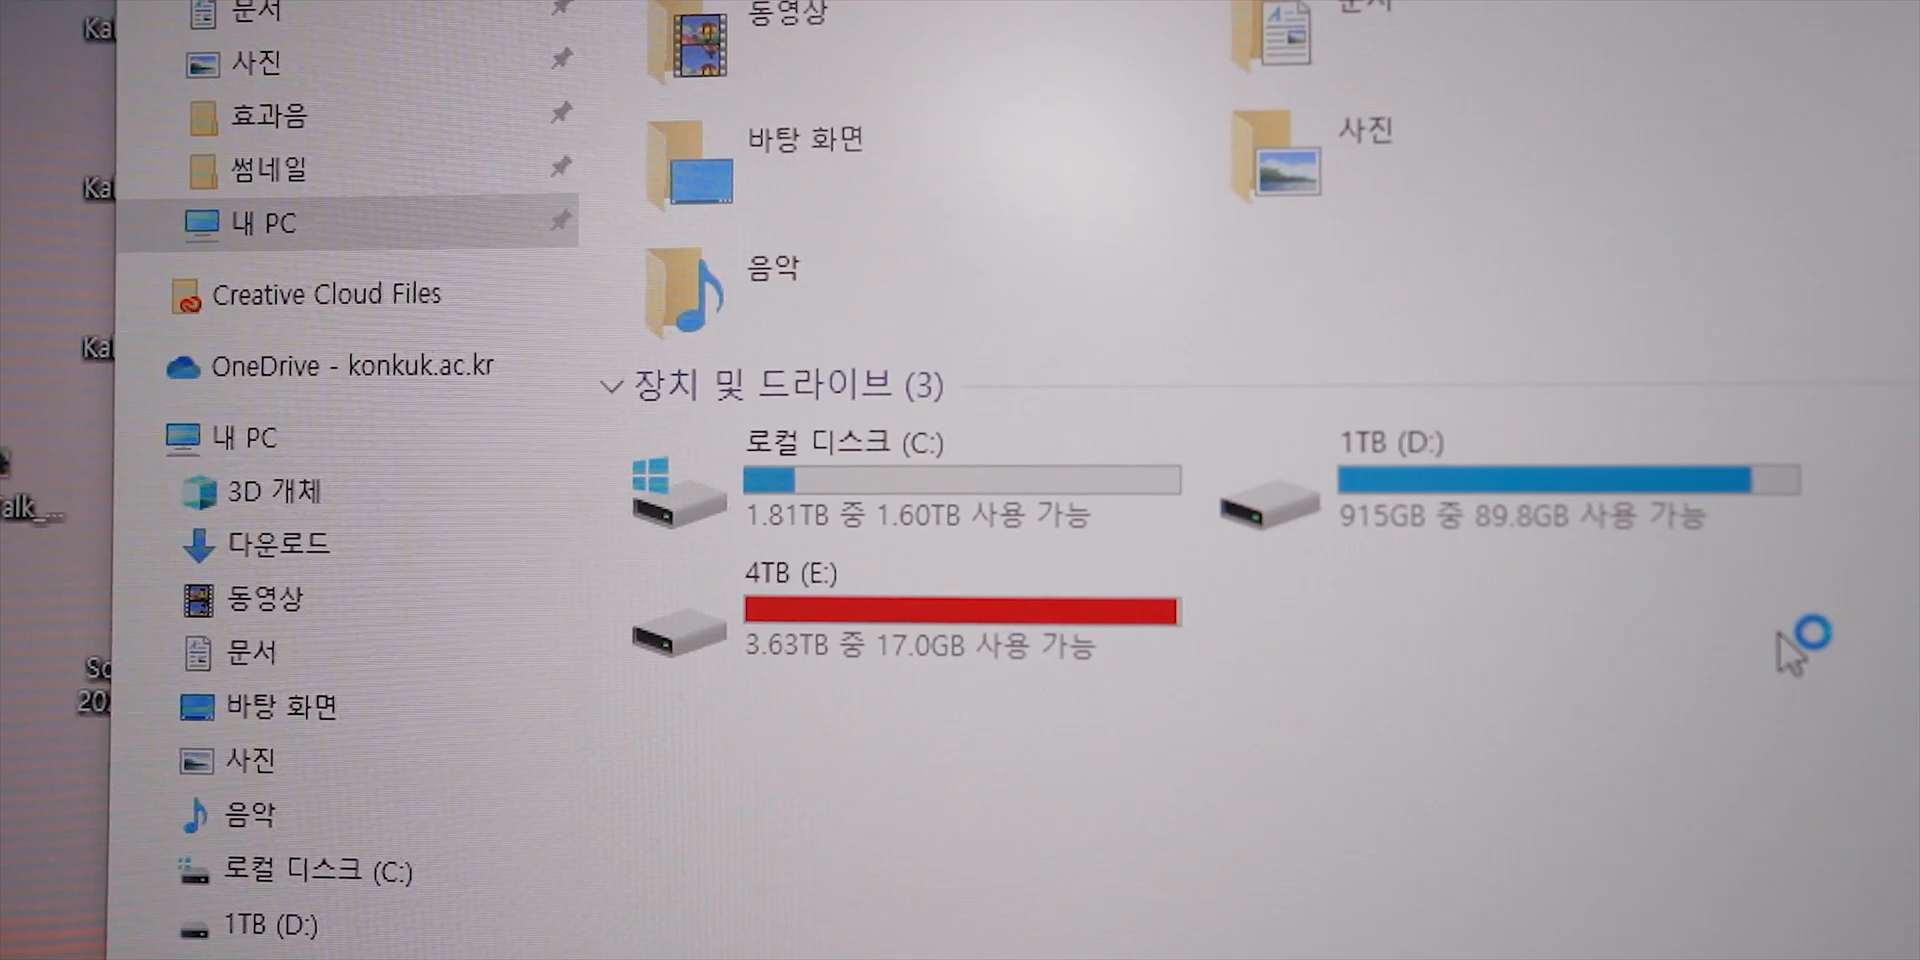 문서
사진
효과음
썸네일
내 PC
Creative Cloud Files
OneDrive - konkuk.ac.kr
내 PC
3D 개체
다운로드
동영상
문서
바탕 화면
사진
음악
로컬 디스크 (C:)
1TB (D:)
동영상
문서
바탕 화면
사진
음악
장치 및 드라이브 (3)
로컬 디스크 (C:)
1.81TB 중 1.60TB 사용 가능
1TB (D:)
915GB 중 89.8GB 사용 가능
4TB (E:)
3.63TB 중 17.0GB 사용 가능